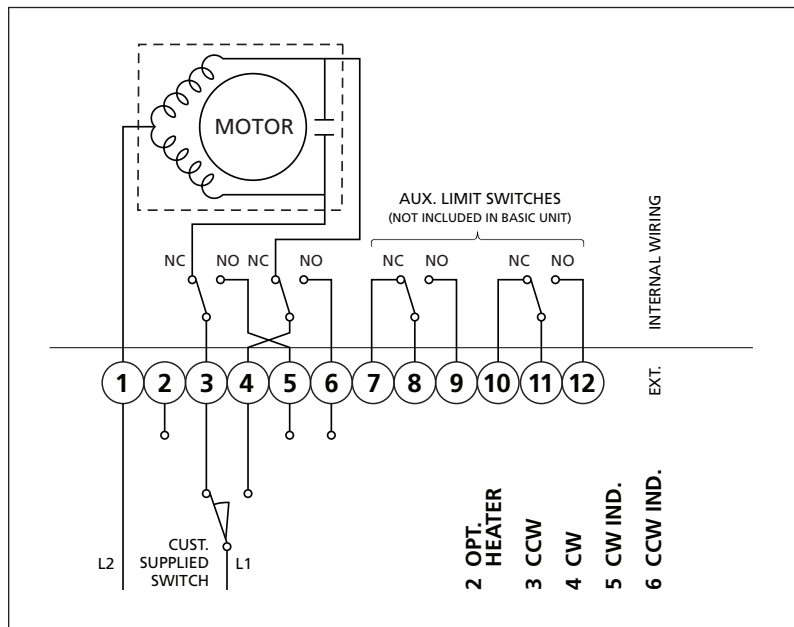 MOTOR
AUX. LIMIT SWITCHES
(NOT INCLUDED IN BASIC UNIT)
NC NO NC NO NC NO NC NO
INTERNAL WIRING
1 2 3 4 5 6 7 8 9 10 11 12
EXT.
L2
CUST.
SUPPLIED
SWITCH
L1
2 OPT.
HEATER
3 CCW
4 CW
5 CW IND.
6 CCW IND.